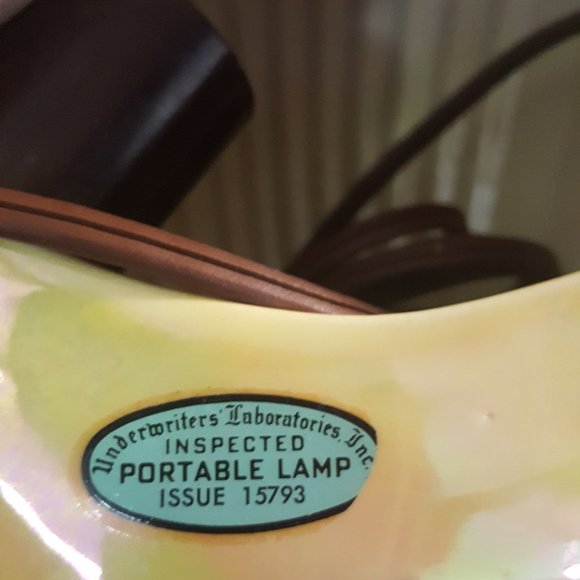 Underwriters' Laboratories, Inc.
INSPECTED
PORTABLE LAMP
ISSUE 15793